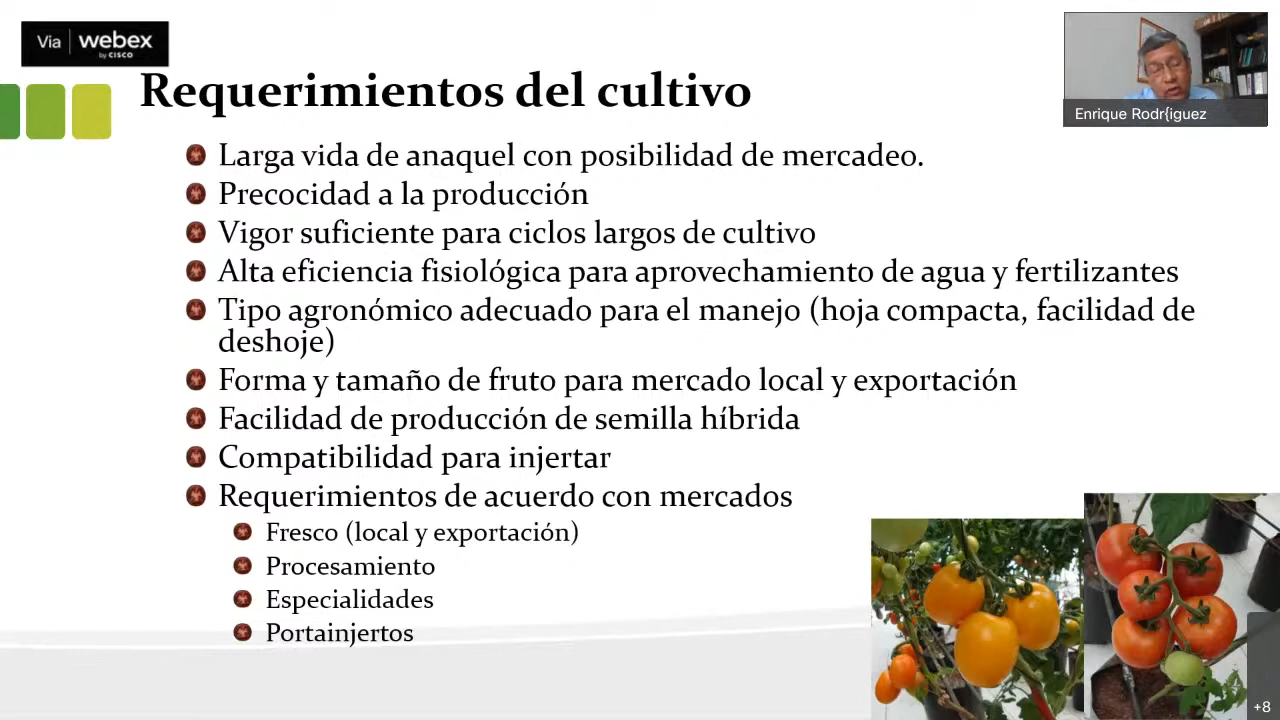 Via webex
by CISCO
Requerimientos del cultivo
Enrique Rodr{iguez
Larga vida de anaquel con posibilidad de mercadeo.
Precocidad a la producción
Vigor suficiente para ciclos largos de cultivo
Alta eficiencia fisiológica para aprovechamiento de agua y fertilizantes
Tipo agronómico adecuado para el manejo (hoja compacta, facilidad de
deshoje)
Forma y tamaño de fruto para mercado local y exportación
Facilidad de producción de semilla híbrida
Compatibilidad para injertar
Requerimientos de acuerdo con mercados
Fresco (local y exportación)
Procesamiento
Especialidades
Portainjertos
+8